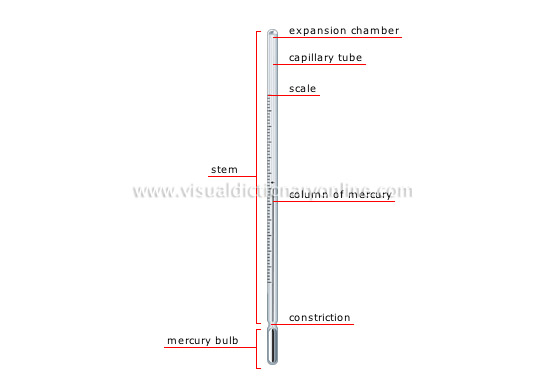 expansion chamber
capillary tube
scale
stem
www.visualdictionaryonline.com
column of mercury
constriction
mercury bulb